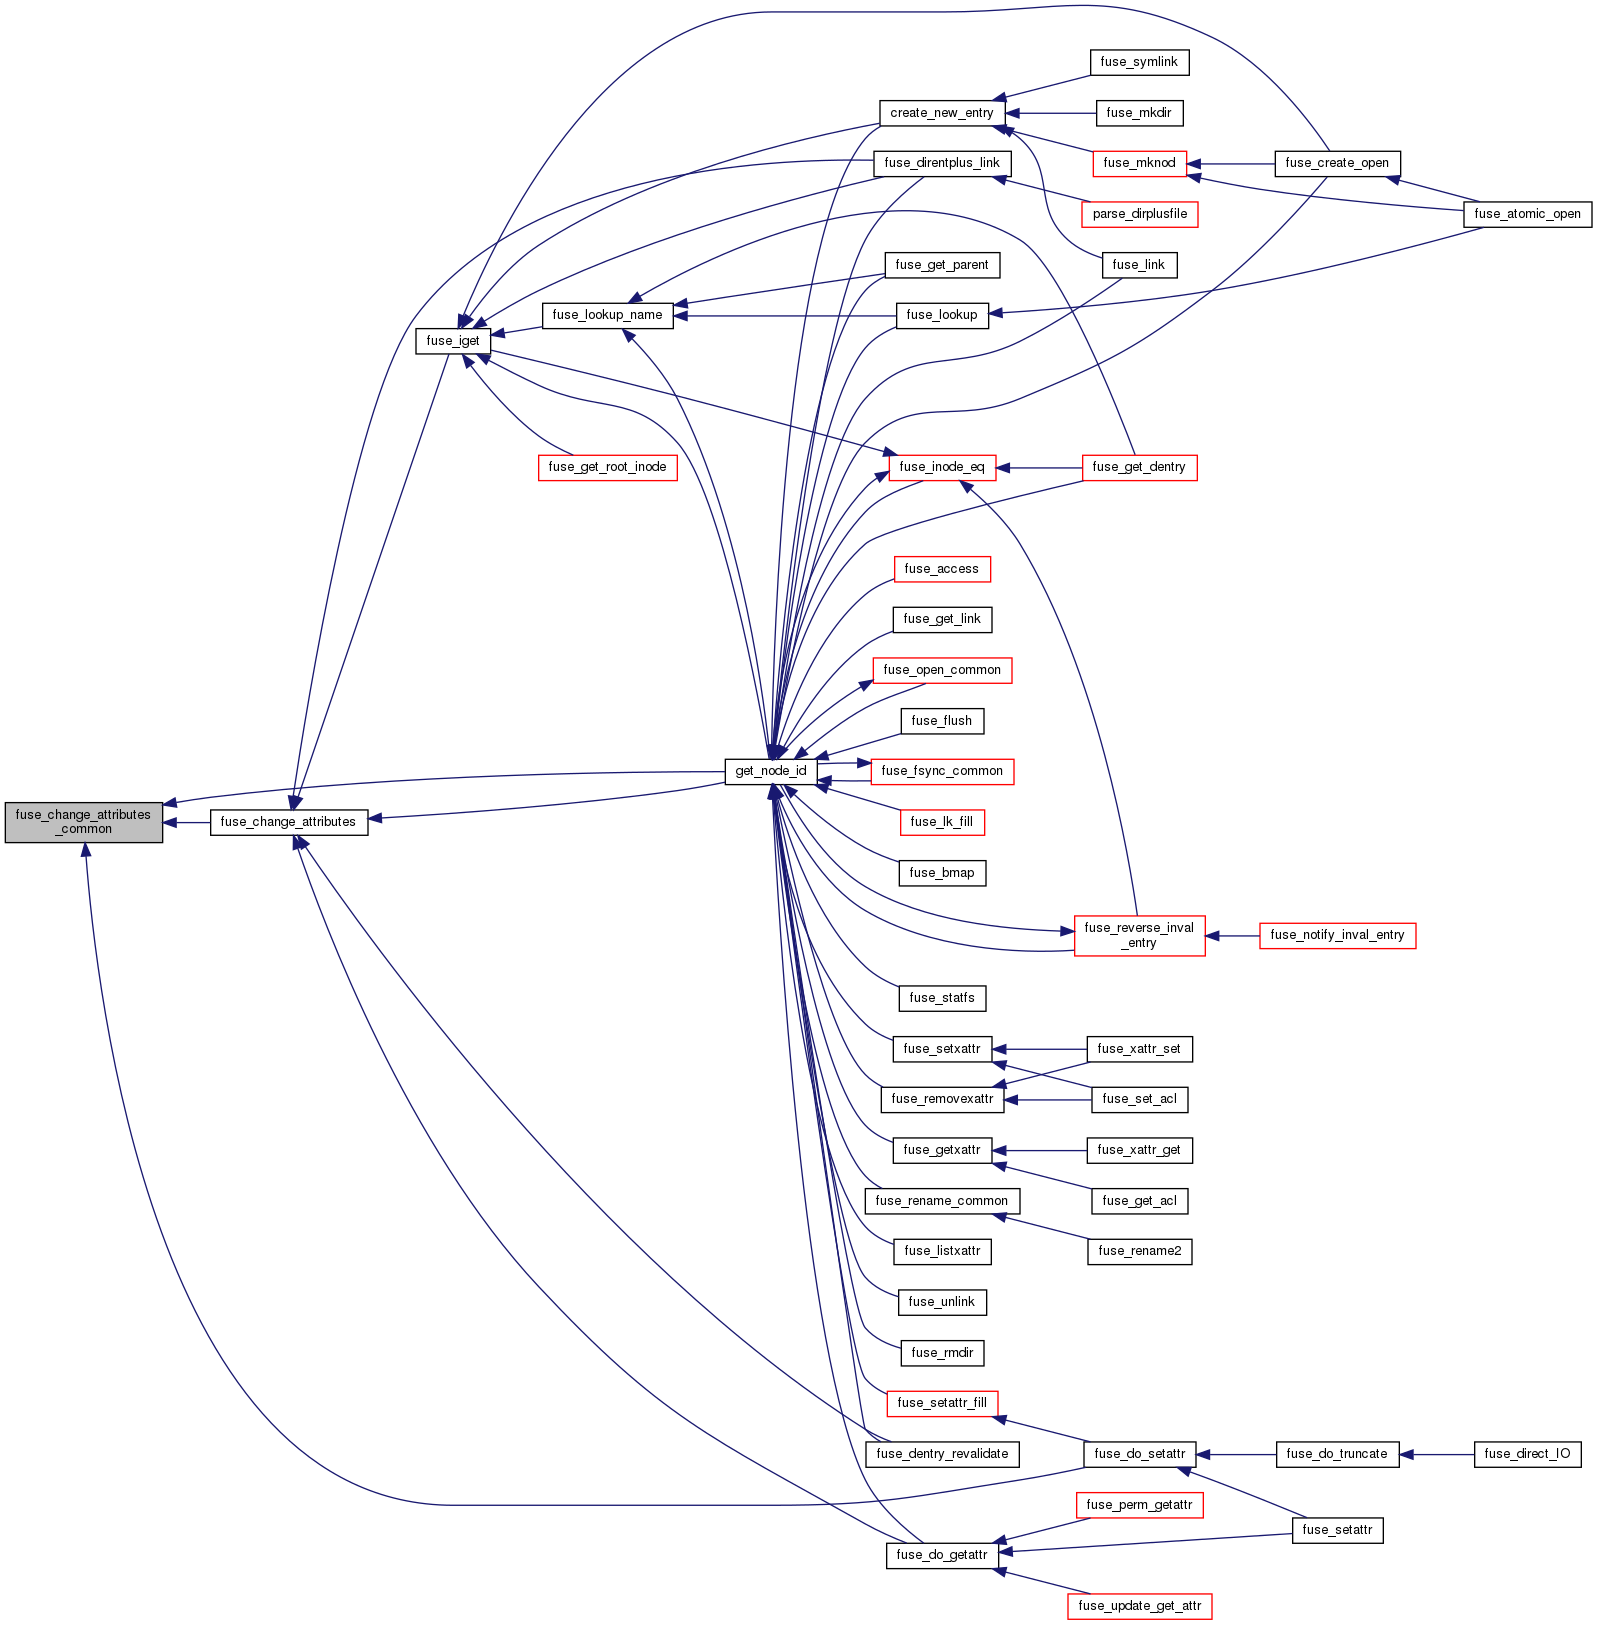 fuse_symlink
create_new_entry
fuse_mkdir
fuse_direntplus_link
fuse_mknod
fuse_create_open
parse_dirplusfile
fuse_atomic_open
fuse_get_parent
fuse_link
fuse_lookup_name
fuse_lookup
fuse_iget
fuse_get_root_inode
fuse_inode_eq
fuse_get_dentry
fuse_access
fuse_get_link
fuse_open_common
fuse_flush
get_node_id
fuse_fsync_common
fuse_change_attributes
_common
fuse_change_attributes
fuse_lk_fill
fuse_bmap
fuse_reverse_inval
_entry
fuse_notify_inval_entry
fuse_statfs
fuse_setxattr
fuse_xattr_set
fuse_removexattr
fuse_set_acl
fuse_getxattr
fuse_xattr_get
fuse_rename_common
fuse_get_acl
fuse_listxattr
fuse_rename2
fuse_unlink
fuse_rmdir
fuse_setattr_fill
fuse_dentry_revalidate
fuse_do_setattr
fuse_do_truncate
fuse_direct_IO
fuse_perm_getattr
fuse_setattr
fuse_do_getattr
fuse_update_get_attr